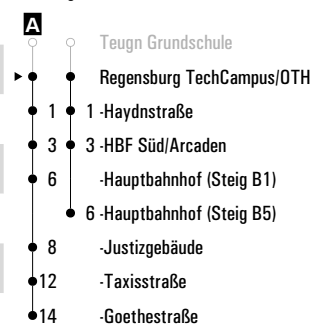 A
Teugn Grundschule
Regensburg TechCampus/OTH
1 1 -Haydnstraße
3 3 -HBF Süd/Arcaden
6 -Hauptbahnhof (Steig B1)
6 -Hauptbahnhof (Steig B5)
8 -Justizgebäude
12 -Taxisstraße
14 -Goethestraße